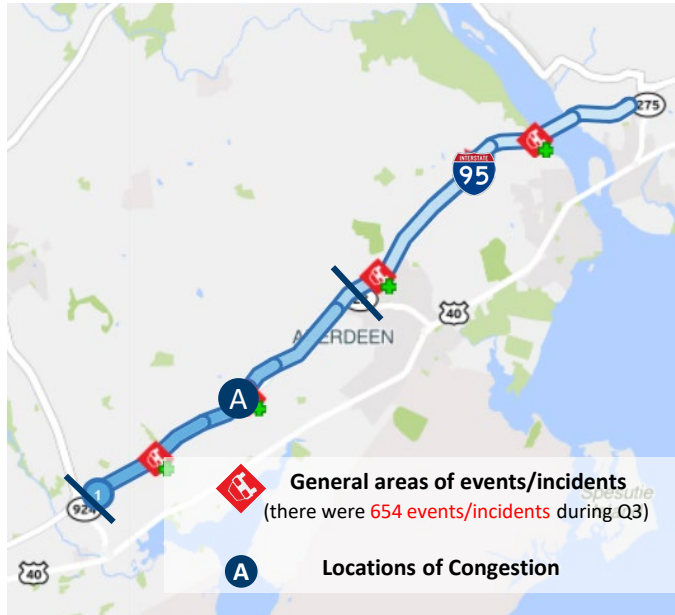 275
INTERSTATE
95
40
ABERDEEN
A
1
924
General areas of events/incidents
(there were 654 events/incidents during Q3)
Spesutie
40
A
Locations of Congestion